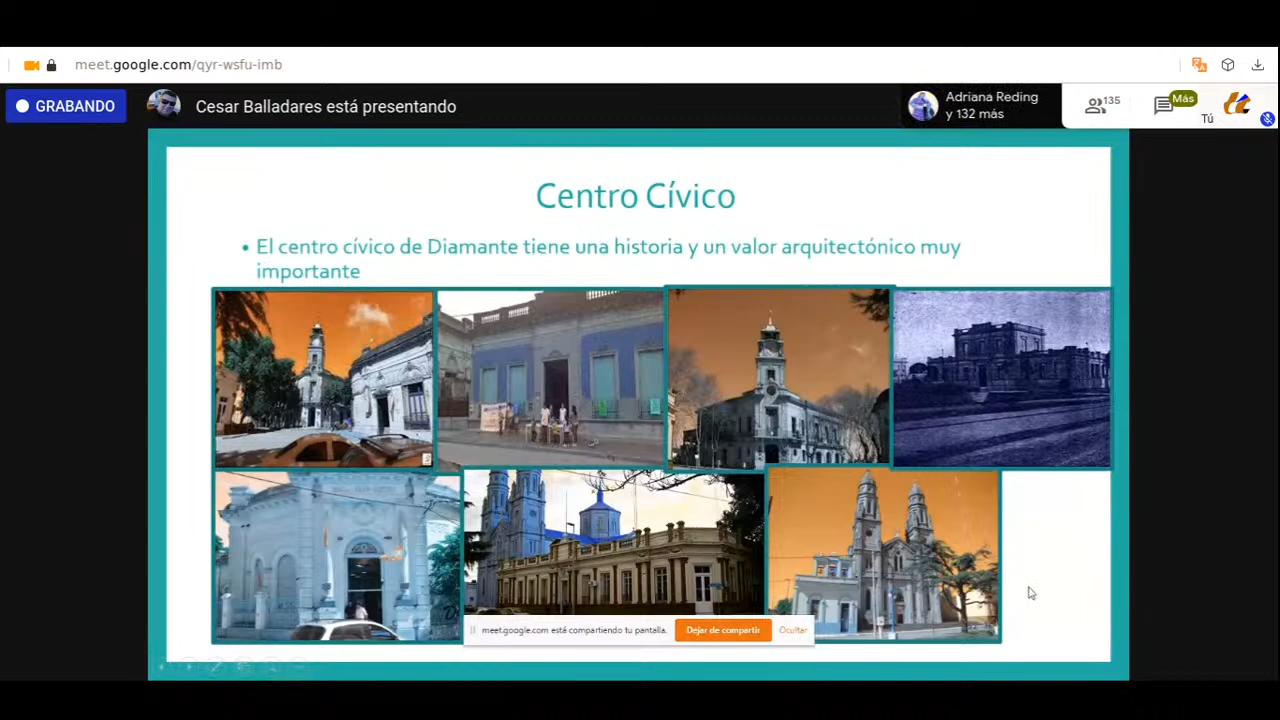 meet.google.com/qyr-wsfu-imb
GRABANDO
Cesar Balladares está presentando
Adriana Reding
y 132 más
135
Más
Tú
Centro Cívico
• El centro cívico de Diamante tiene una historia y un valor arquitectónico muy
importante
meet.google.com está compartiendo tu pantalla.
Dejar de compartir
Ocultar